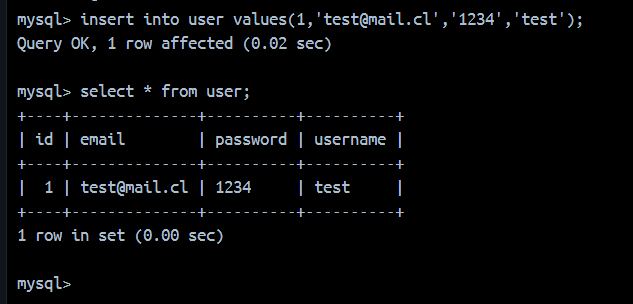 mysql> insert into user values(1,'test@mail.cl','1234','test');
Query OK, 1 row affected (0.02 sec)

mysql> select * from user;
+----+--------------+----------+----------+
| id | email        | password | username |
+----+--------------+----------+----------+
|  1 | test@mail.cl | 1234     | test     |
+----+--------------+----------+----------+
1 row in set (0.00 sec)

mysql>